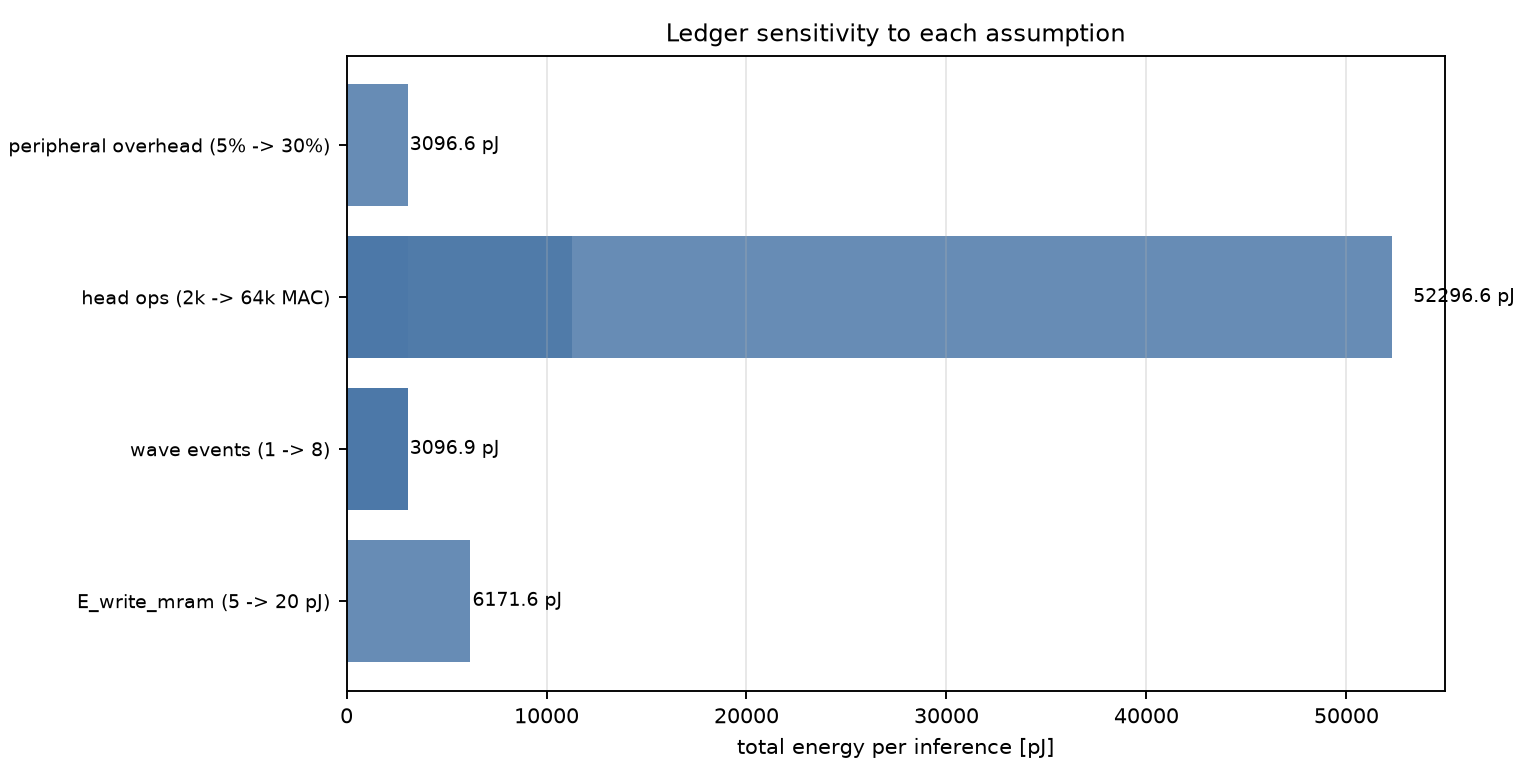 Ledger sensitivity to each assumption
peripheral overhead (5% -> 30%)
3096.6 pJ
head ops (2k -> 64k MAC)
52296.6 pJ
wave events (1 -> 8)
3096.9 pJ
E_write_mram (5 -> 20 pJ)
6171.6 pJ
0 10000 20000 30000 40000 50000
total energy per inference [pJ]